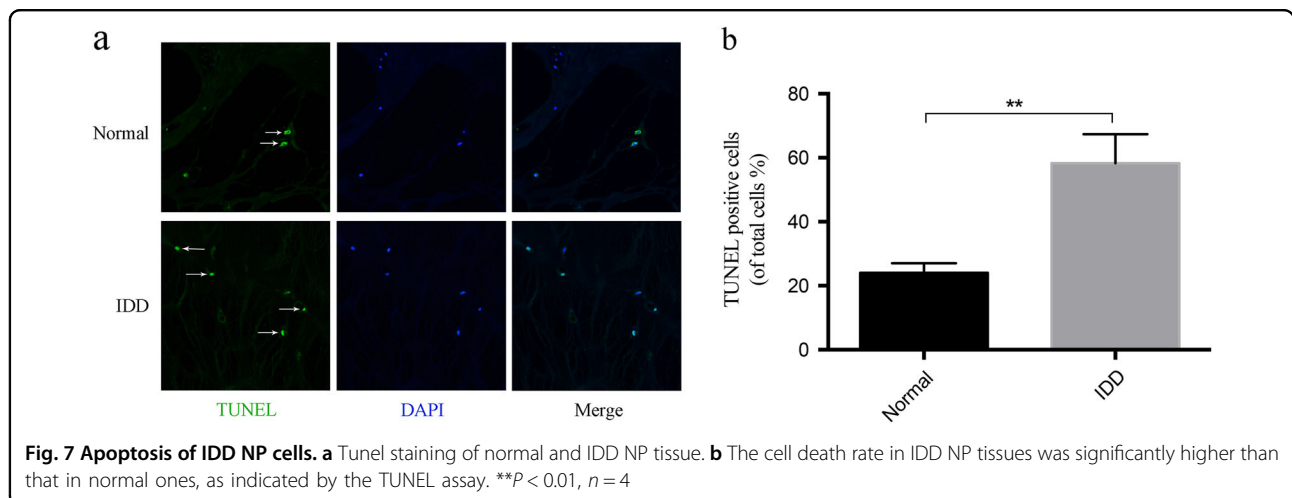 a
Normal
IDD
TUNEL DAPI Merge
b
TUNEL positive cells
(of total cells %)
80
60
40
20
0
**
Normal
IDD
Fig. 7 Apoptosis of IDD NP cells. a Tunel staining of normal and IDD NP tissue. b The cell death rate in IDD NP tissues was significantly higher than
that in normal ones, as indicated by the TUNEL assay. **P < 0.01, n = 4